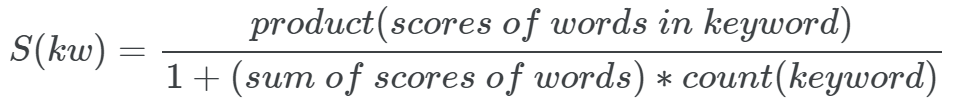 S(kw) = product(scores of words in keyword) / 1 + (sum of scores of words) * count(keyword)